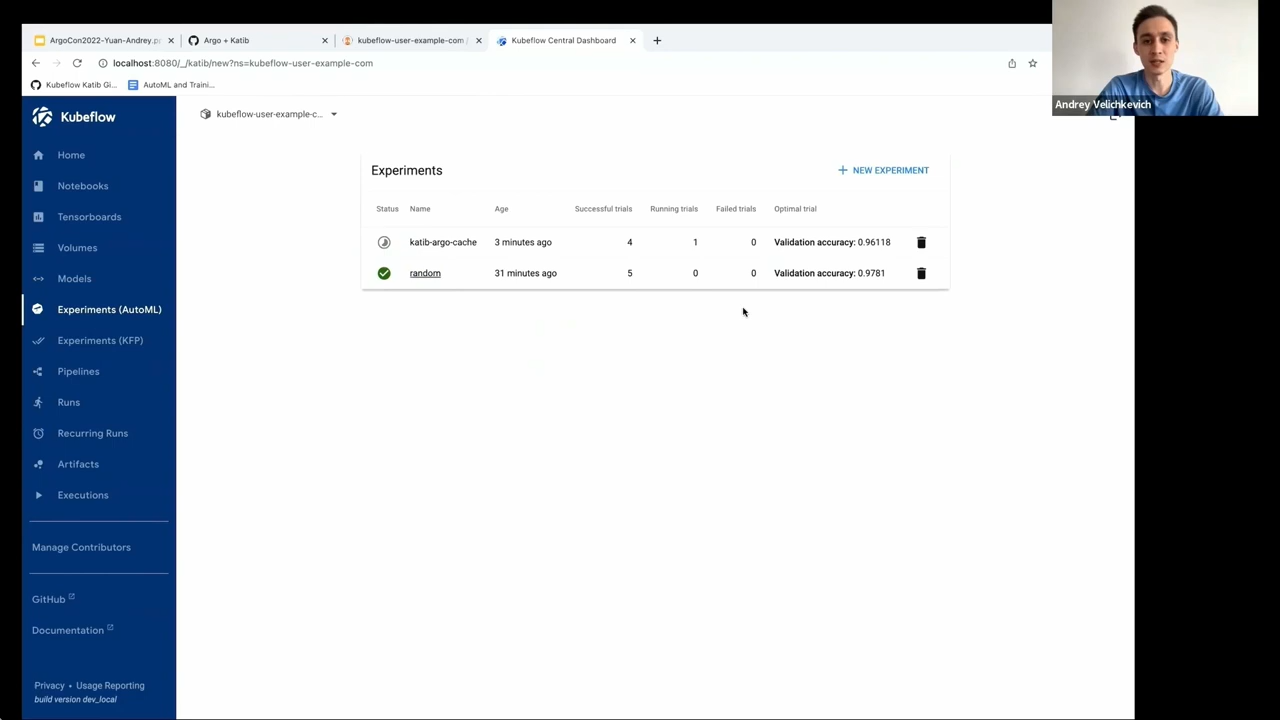 ArgoCon2022-Yuan-Andrey.pr
Argo + Katib
kubeflow-user-example-com /
Kubeflow Central Dashboard
localhost:8080/_/katib/new?ns=kubeflow-user-example-com
Kubeflow Katib Gi...
AutoML and Traini...
Andrey Velichkevich
Kubeflow
kubeflow-user-example-c...
Home
Notebooks
Tensorboards
Volumes
Models
Experiments (AutoML)
Experiments (KFP)
Pipelines
Runs
Recurring Runs
Artifacts
Executions
Manage Contributors
GitHub
Documentation
Privacy • Usage Reporting
build version dev_local
Experiments
NEW EXPERIMENT
Status Name Age Successful trials Running trials Failed trials Optimal trial
katib-argo-cache 3 minutes ago 4 1 0 Validation accuracy: 0.96118
random 31 minutes ago 5 0 0 Validation accuracy: 0.9781